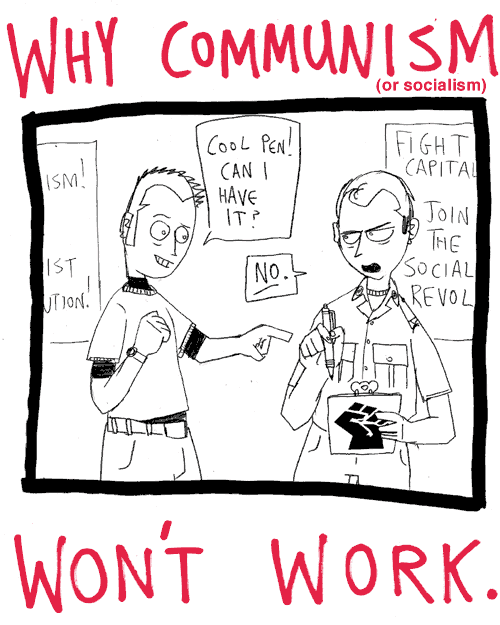 WHY COMMUNISM
(or socialism)
ISM!
IST
UTION!
COOL PEN!
CAN I
HAVE
IT?
NO.
FIGHT
CAPITAL
JOIN
THE
SOCIAL
REVOL
WON'T WORK.